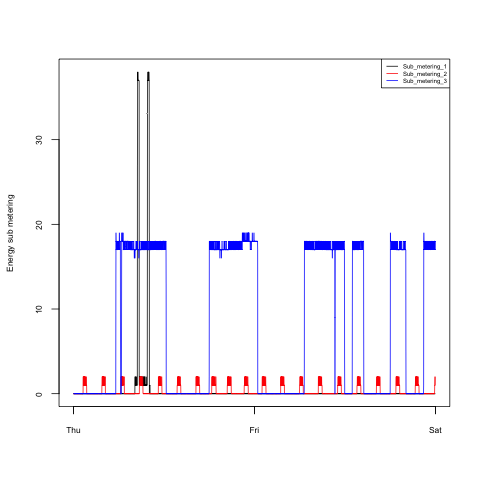 Sub_metering_1
Sub_metering_2
Sub_metering_3
Energy sub metering
30
20
10
0
Thu
Fri
Sat